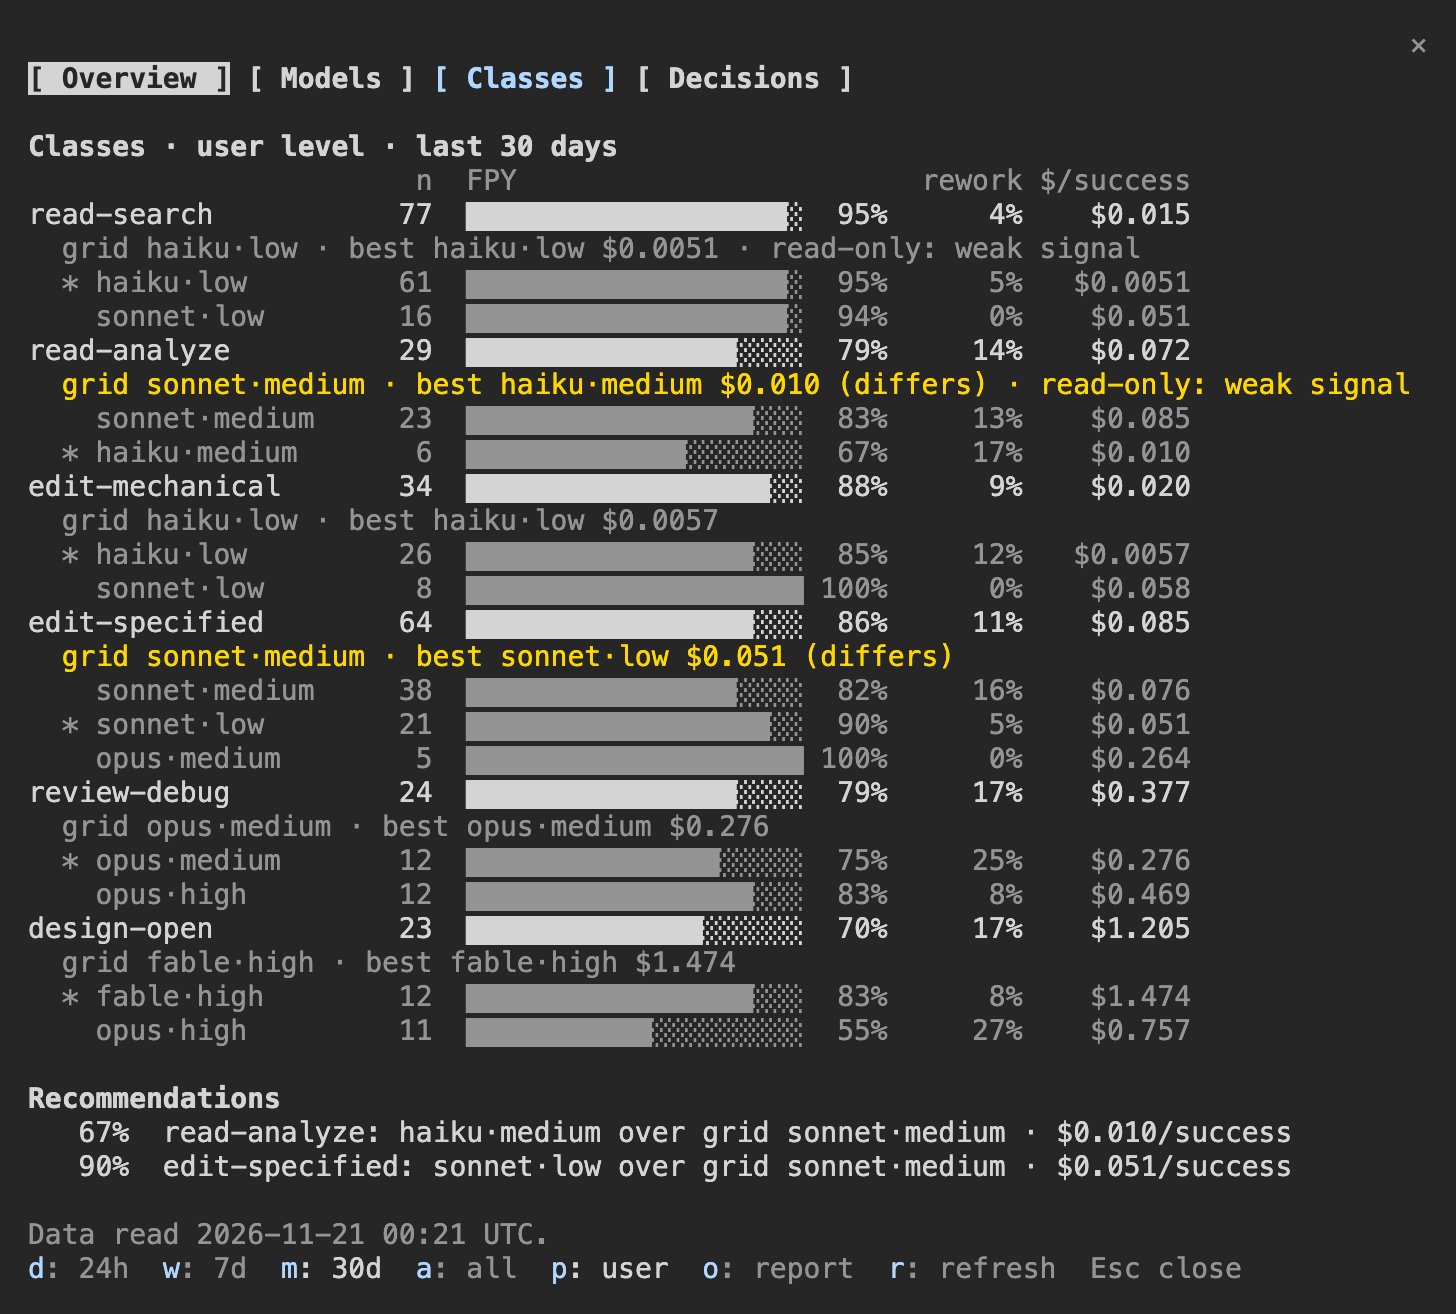 ×
[ Overview ] [ Models ] [ Classes ] [ Decisions ]
Classes · user level · last 30 days
n FPY rework $/success
read-search 77 95% 4% $0.015
grid haiku·low · best haiku·low $0.0051 · read-only: weak signal
* haiku·low 61 95% 5% $0.0051
sonnet·low 16 94% 0% $0.051
read-analyze 29 79% 14% $0.072
grid sonnet·medium · best haiku·medium $0.010 (differs) · read-only: weak signal
sonnet·medium 23 83% 13% $0.085
* haiku·medium 6 67% 17% $0.010
edit-mechanical 34 88% 9% $0.020
grid haiku·low · best haiku·low $0.0057
* haiku·low 26 85% 12% $0.0057
sonnet·low 8 100% 0% $0.058
edit-specified 64 86% 11% $0.085
grid sonnet·medium · best sonnet·low $0.051 (differs)
sonnet·medium 38 82% 16% $0.076
* sonnet·low 21 90% 5% $0.051
opus·medium 5 100% 0% $0.264
review-debug 24 79% 17% $0.377
grid opus·medium · best opus·medium $0.276
* opus·medium 12 75% 25% $0.276
opus·high 12 83% 8% $0.469
design-open 23 70% 17% $1.205
grid fable·high · best fable·high $1.474
* fable·high 12 83% 8% $1.474
opus·high 11 55% 27% $0.757
Recommendations
67% read-analyze: haiku·medium over grid sonnet·medium · $0.010/success
90% edit-specified: sonnet·low over grid sonnet·medium · $0.051/success
Data read 2026-11-21 00:21 UTC.
d: 24h w: 7d m: 30d a: all p: user o: report r: refresh Esc close